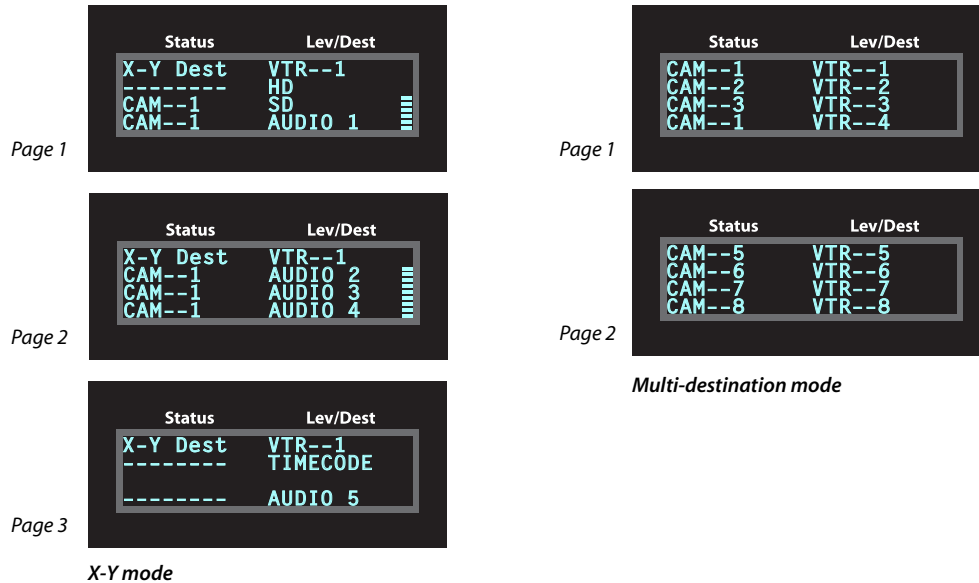 Status Lev/Dest
X-Y Dest VTR--1
-------- HD
CAM--1 SD
CAM--1 AUDIO 1
Page 1
Status Lev/Dest
X-Y Dest VTR--1
CAM--1 AUDIO 2
CAM--1 AUDIO 3
CAM--1 AUDIO 4
Page 2
Status Lev/Dest
X-Y Dest VTR--1
-------- TIMECODE
-------- AUDIO 5
Page 3
X-Y mode
Status Lev/Dest
CAM--1 VTR--1
CAM--2 VTR--2
CAM--3 VTR--3
CAM--1 VTR--4
Page 1
Status Lev/Dest
CAM--5 VTR--5
CAM--6 VTR--6
CAM--7 VTR--7
CAM--8 VTR--8
Page 2
Multi-destination mode